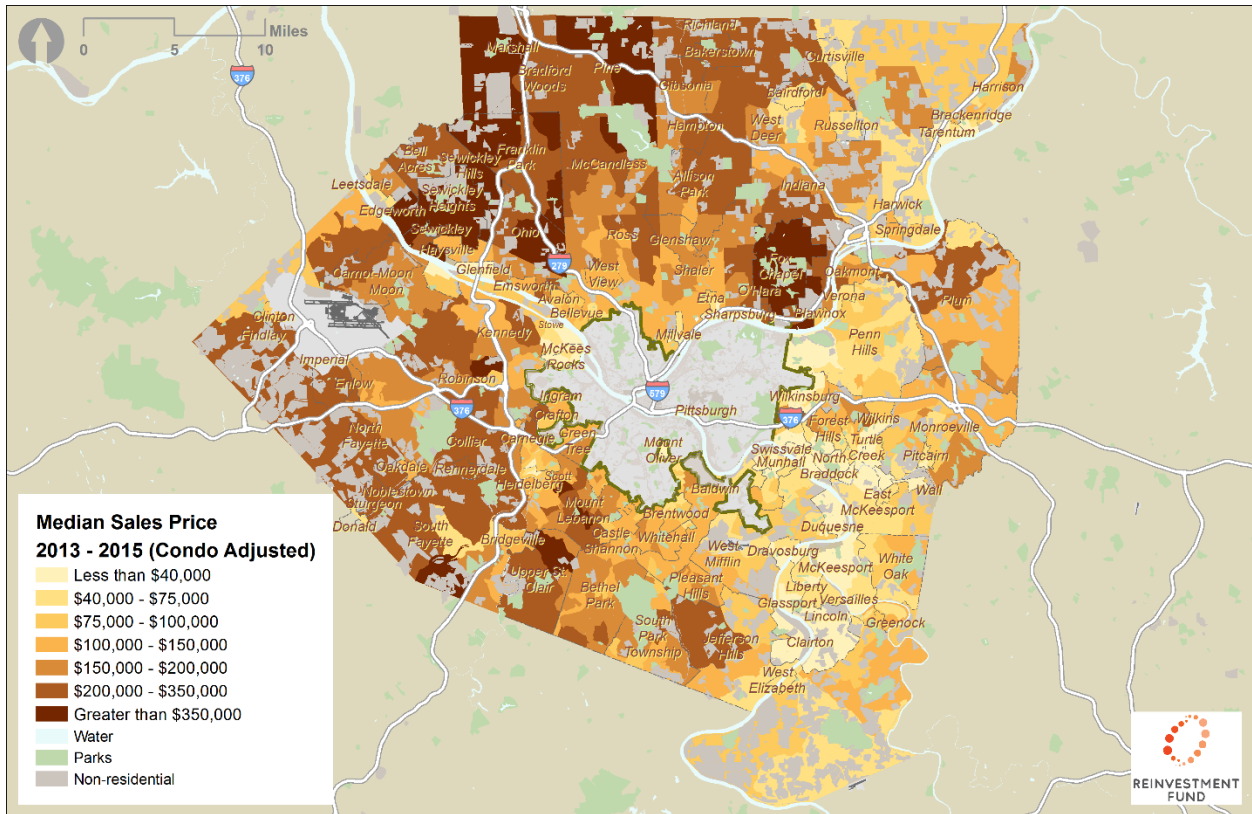 Miles
0 5 10
376
Marshall
Bradford
Woods
Pine
Richland
Bakerstown
Gibsonia
Curtisville
Bairdford
Harrison
Brackenridge
Tarentum
Hampton
West
Deer
Russellton
Bell
Acres
Sewickley
Hills
Franklin
Park
McCandless
Allison
Park
Indiana
Leetsdale
Edgeworth
Sewickley
Heights
Sewickley
Haysville
Ohio
Ross
Glenshaw
Harwick
Springdale
Carnot-Moon
Moon
Glenfield
Emsworth
279
West
View
Shaler
Fox
Chapel
O'Hara
Oakmont
Verona
Blawnox
Plum
Avalon
Bellevue
Stowe
Etna
Sharpsburg
Millvale
Clinton
Findlay
Kennedy
McKees
Rocks
Penn
Hills
Imperial
Enlow
Robinson
376
Ingram
Crafton
579
Pittsburgh
Wilkinsburg
376
Forest
Hills
Wilkins
Turtle
Creek
Monroeville
North
Fayette
Collier
Carnegie
Green
Tree
Mount
Oliver
Swissvale
Munhall
North
Braddock
Pitcairn
Oakdale
Rennerdale
Scott
Heidelberg
Noblestown
Sturgeon
Donald
South
Fayette
Bridgeville
Mount
Lebanon
Castle
Shannon
Baldwin
Brentwood
Whitehall
East
McKeesport
Wall
Duquesne
West
Mifflin
Dravosburg
McKeesport
White
Oak
Upper St.
Clair
Bethel
Park
Pleasant
Hills
Liberty
Glassport
Versailles
Lincoln
Greenock
South
Park
Township
Jefferson
Hills
Clairton
West
Elizabeth
Median Sales Price
2013 - 2015 (Condo Adjusted)
Less than $40,000
$40,000 - $75,000
$75,000 - $100,000
$100,000 - $150,000
$150,000 - $200,000
$200,000 - $350,000
Greater than $350,000
Water
Parks
Non-residential
REINVESTMENT
FUND